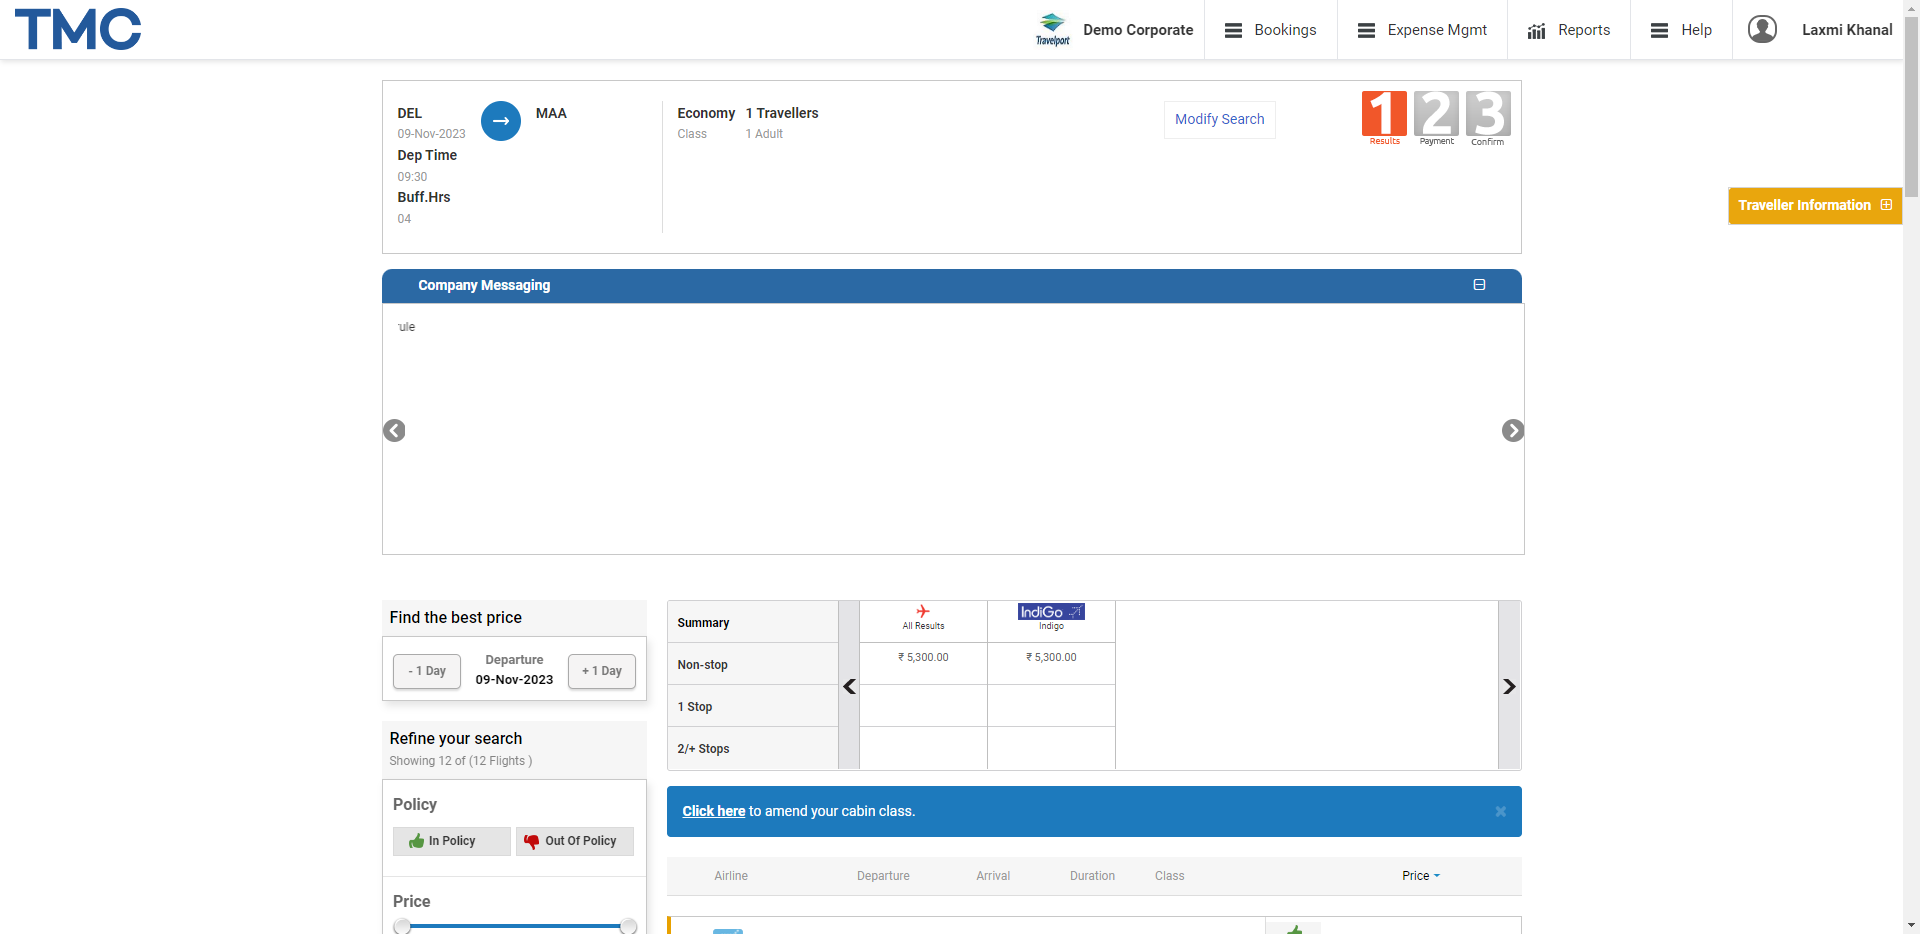 TMC
Travelport
Demo Corporate
Bookings
Expense Mgmt
Reports
Help
Laxmi Khanal
DEL
09-Nov-2023
Dep Time
09:30
Buff.Hrs
04
MAA
Economy 1 Travellers
Class 1 Adult
Modify Search
1 2 3
Results Payment Confirm
Traveller Information
Company Messaging
rule
Find the best price
- 1 Day
Departure
09-Nov-2023
+ 1 Day
Refine your search
Showing 12 of (12 Flights )
Policy
In Policy Out Of Policy
Price
Summary
All Results
IndiGo
Indigo
Non-stop ₹ 5,300.00 ₹ 5,300.00
1 Stop
2/+ Stops
Click here to amend your cabin class.
Airline Departure Arrival Duration Class Price